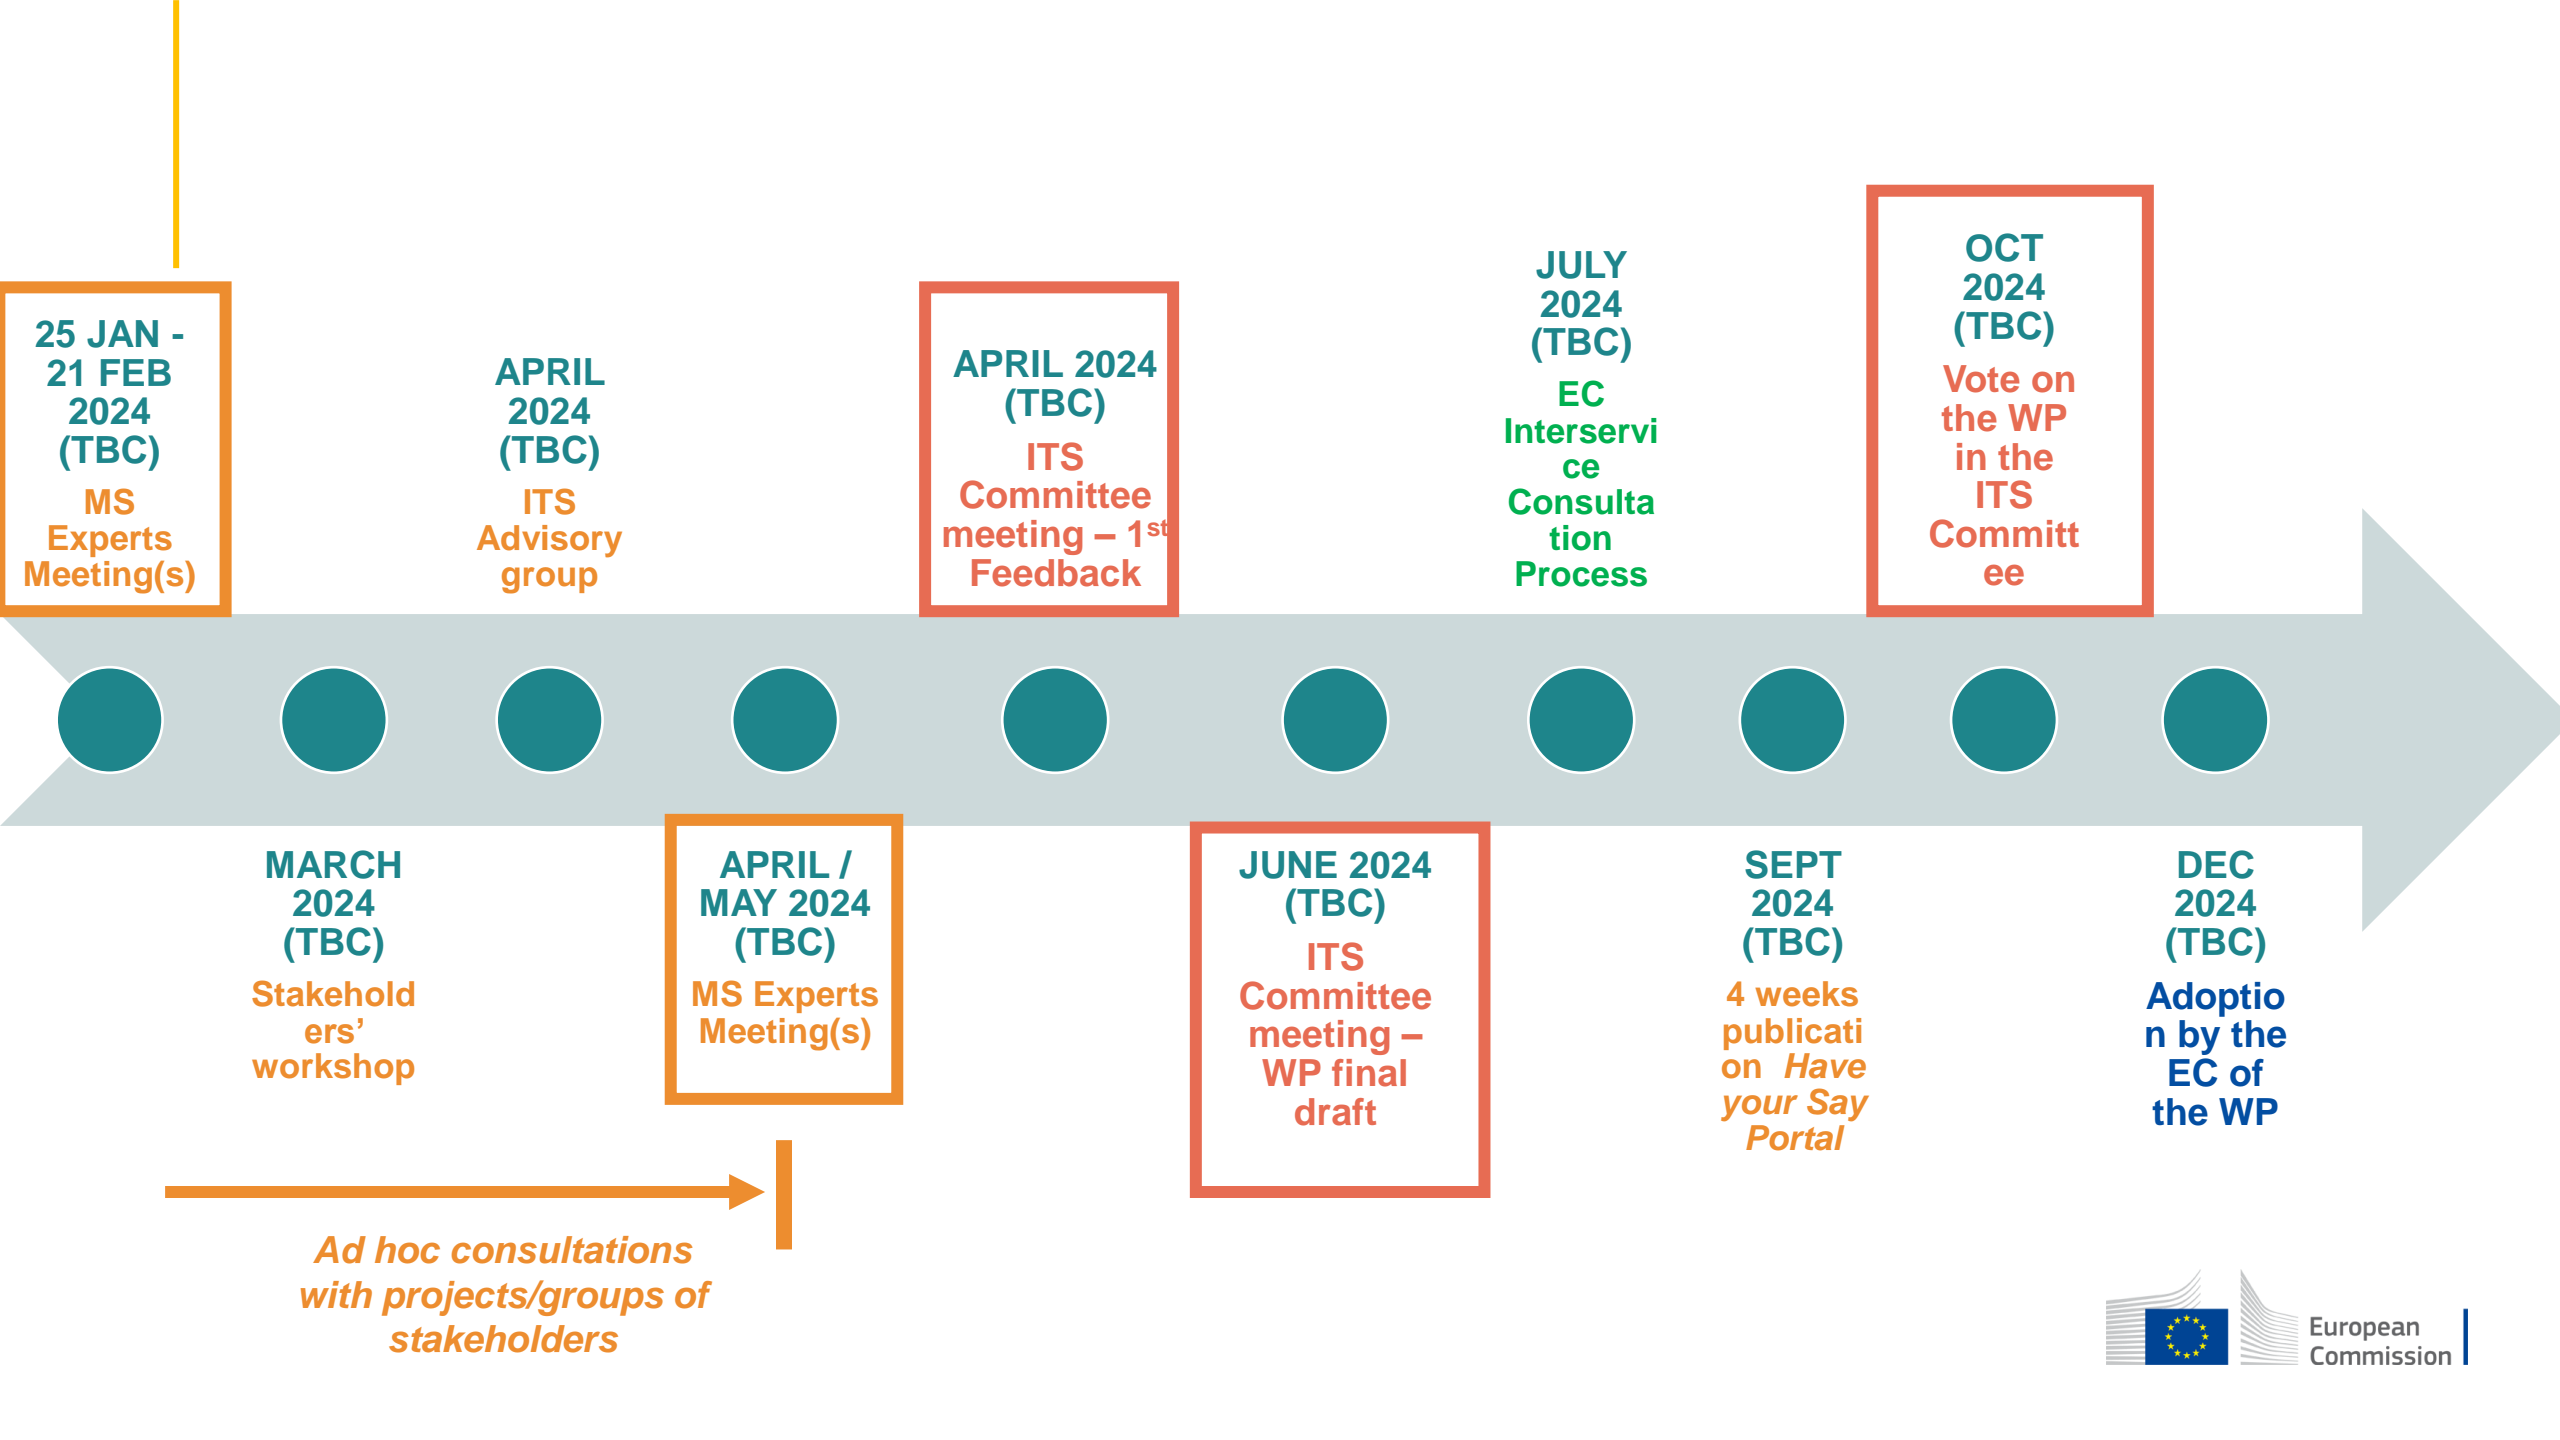 25 JAN -
21 FEB
2024
(TBC)
MS
Experts
Meeting(s)
MARCH
2024
(TBC)
Stakehold
ers’
workshop
APRIL
2024
(TBC)
ITS
Advisory
group
APRIL /
MAY 2024
(TBC)
MS Experts
Meeting(s)
APRIL 2024
(TBC)
ITS
Committee
meeting – 1st
Feedback
JUNE 2024
(TBC)
ITS
Committee
meeting –
WP final
draft
JULY
2024
(TBC)
EC
Interservi
ce
Consulta
tion
Process
SEPT
2024
(TBC)
4 weeks
publicati
on Have
your Say
Portal
OCT
2024
(TBC)
Vote on
the WP
in the
ITS
Committ
ee
DEC
2024
(TBC)
Adoptio
n by the
EC of
the WP
Ad hoc consultations
with projects/groups of
stakeholders
European
Commission